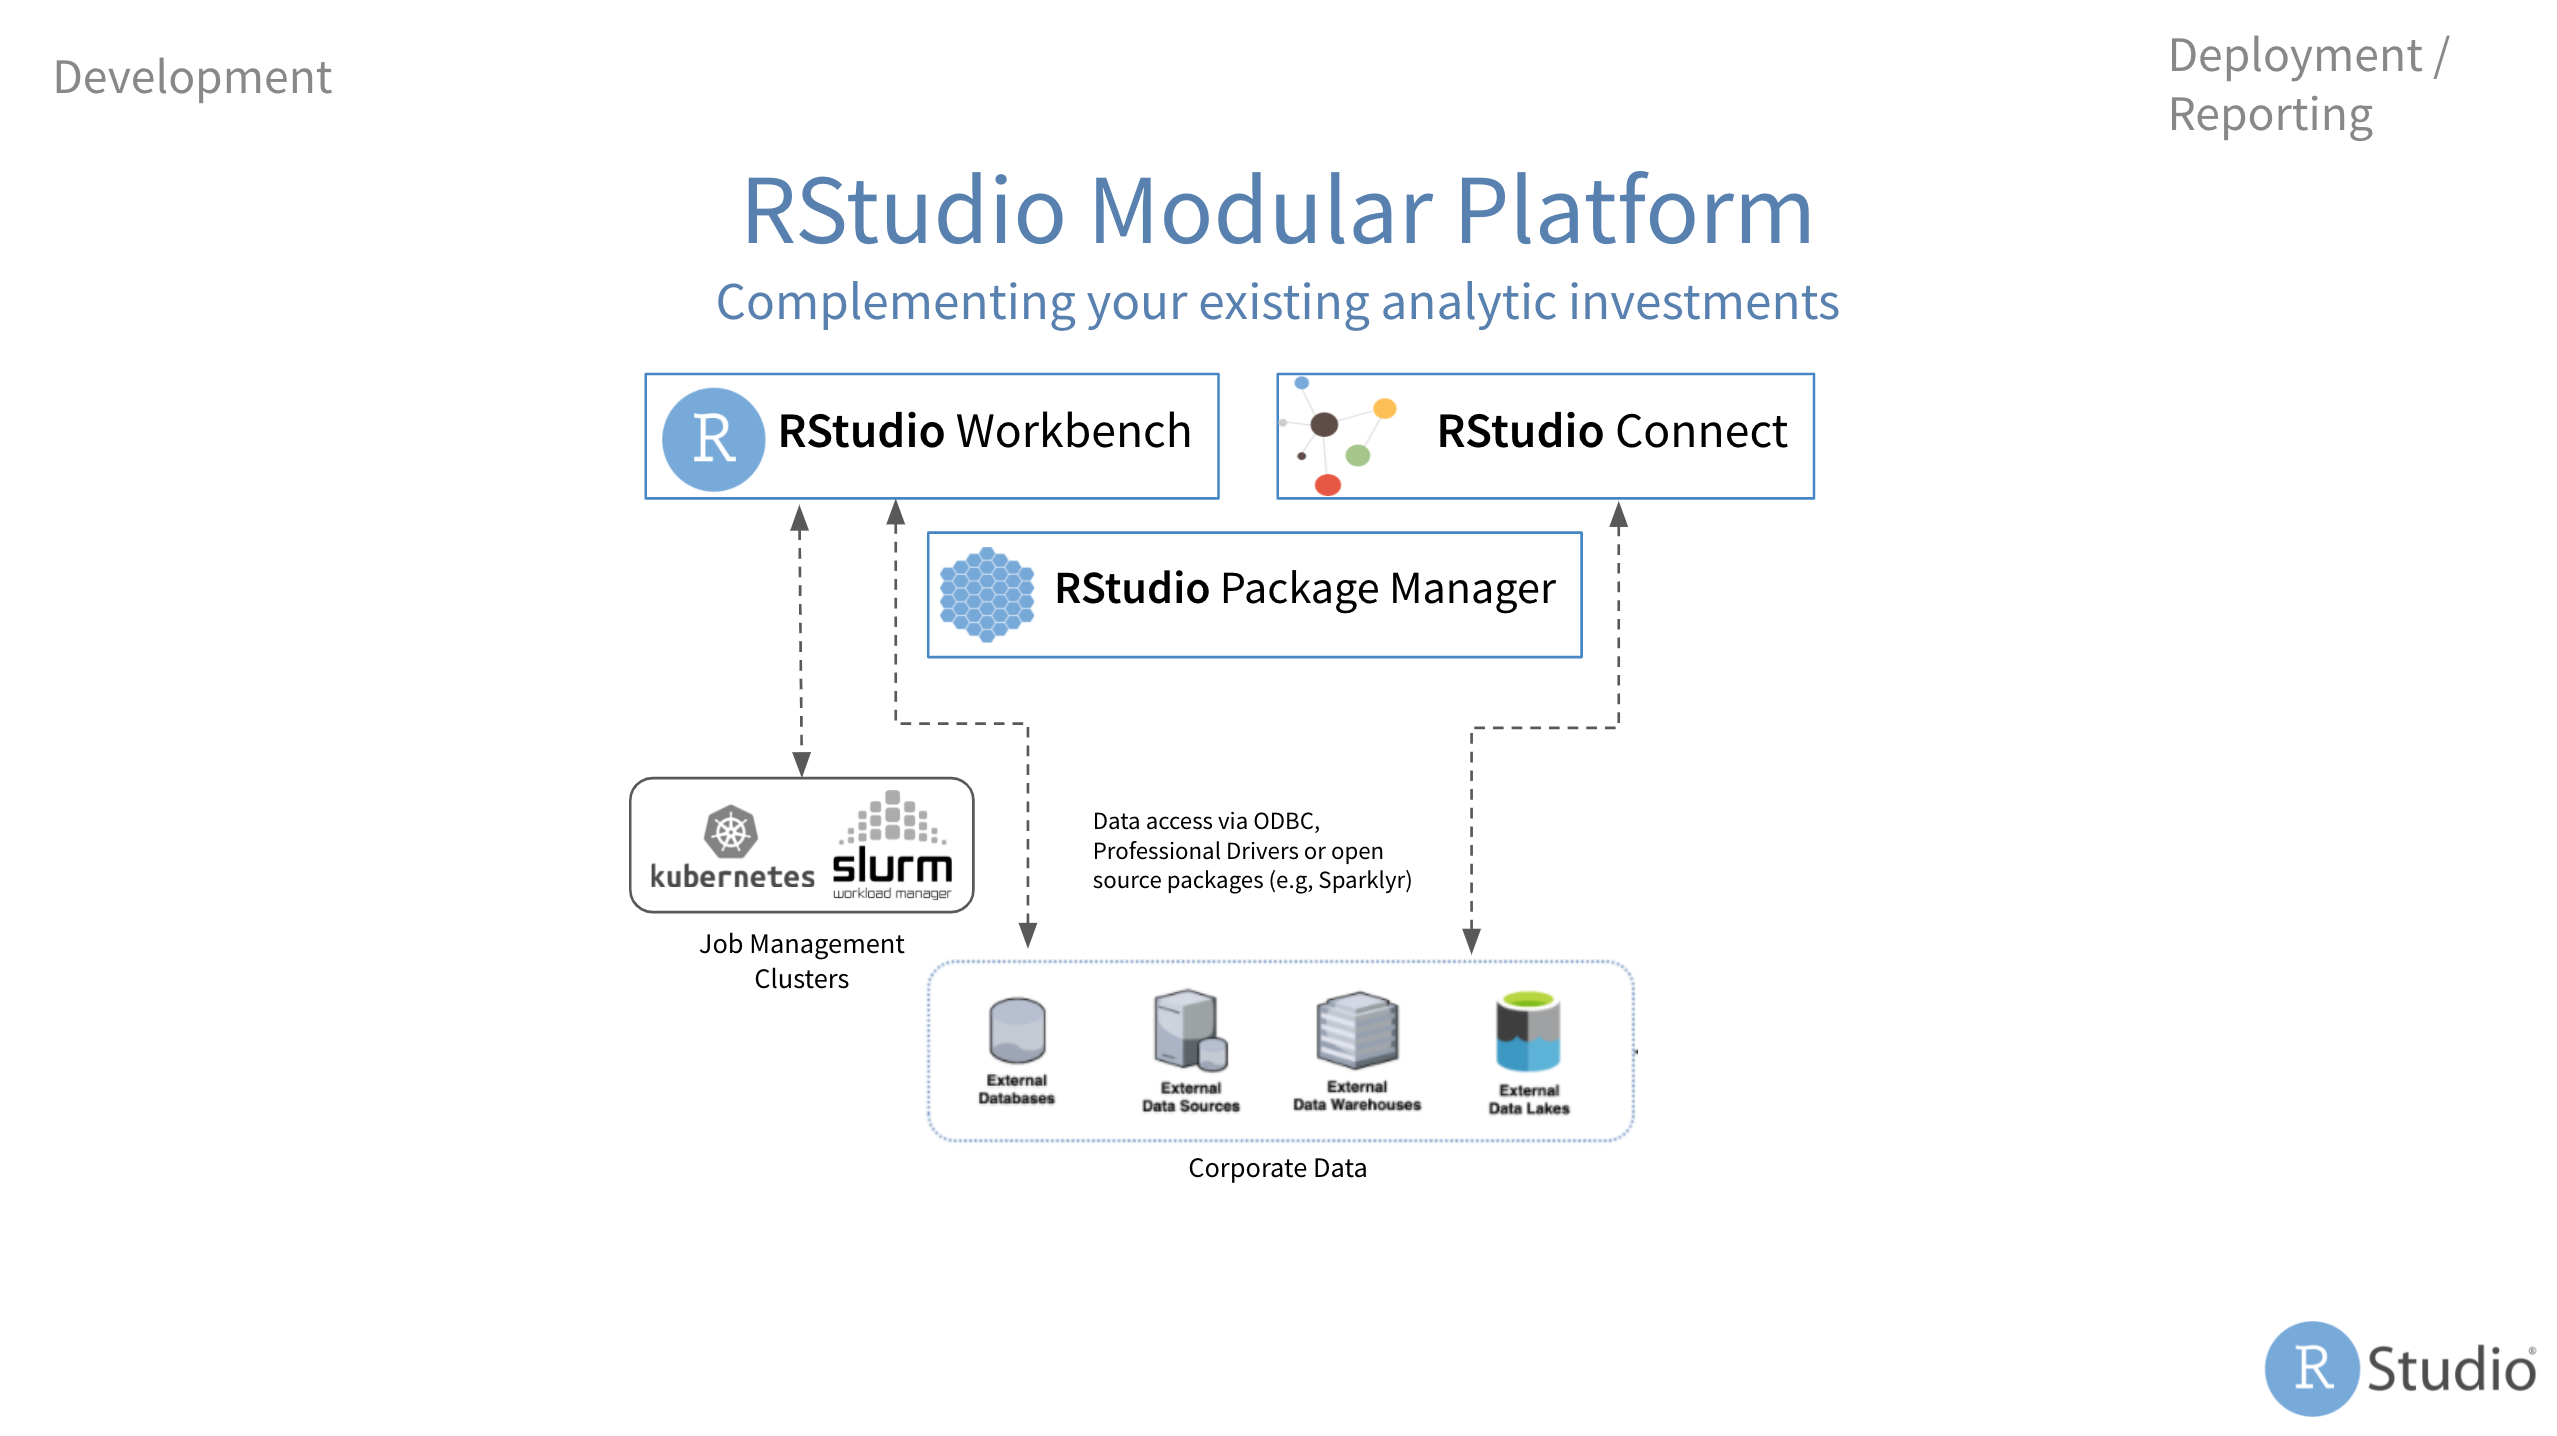 Development
Deployment /
Reporting
RStudio Modular Platform
Complementing your existing analytic investments
R
RStudio Workbench
RStudio Connect
RStudio Package Manager
kubernetes
slurm
workload manager
Job Management
Clusters
Data access via ODBC,
Professional Drivers or open
source packages (e.g, Sparklyr)
External
Databases
External
Data Sources
External
Data Warehouses
External
Data Lakes
Corporate Data
R Studio®